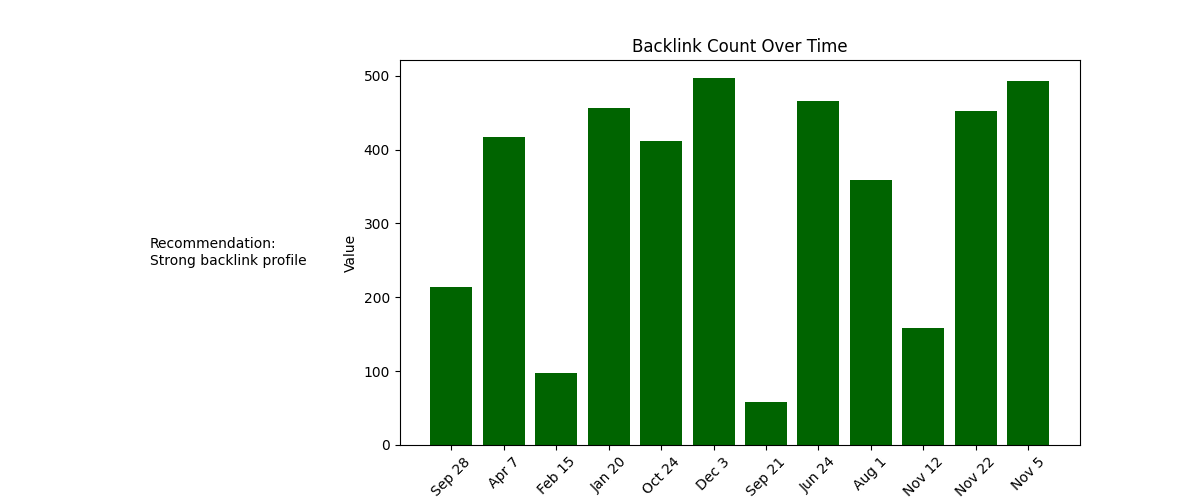 Backlink Count Over Time
Recommendation:
Strong backlink profile
Value
500
400
300
200
100
0
Sep 28
Apr 7
Feb 15
Jan 20
Oct 24
Dec 3
Sep 21
Jun 24
Aug 1
Nov 12
Nov 22
Nov 5